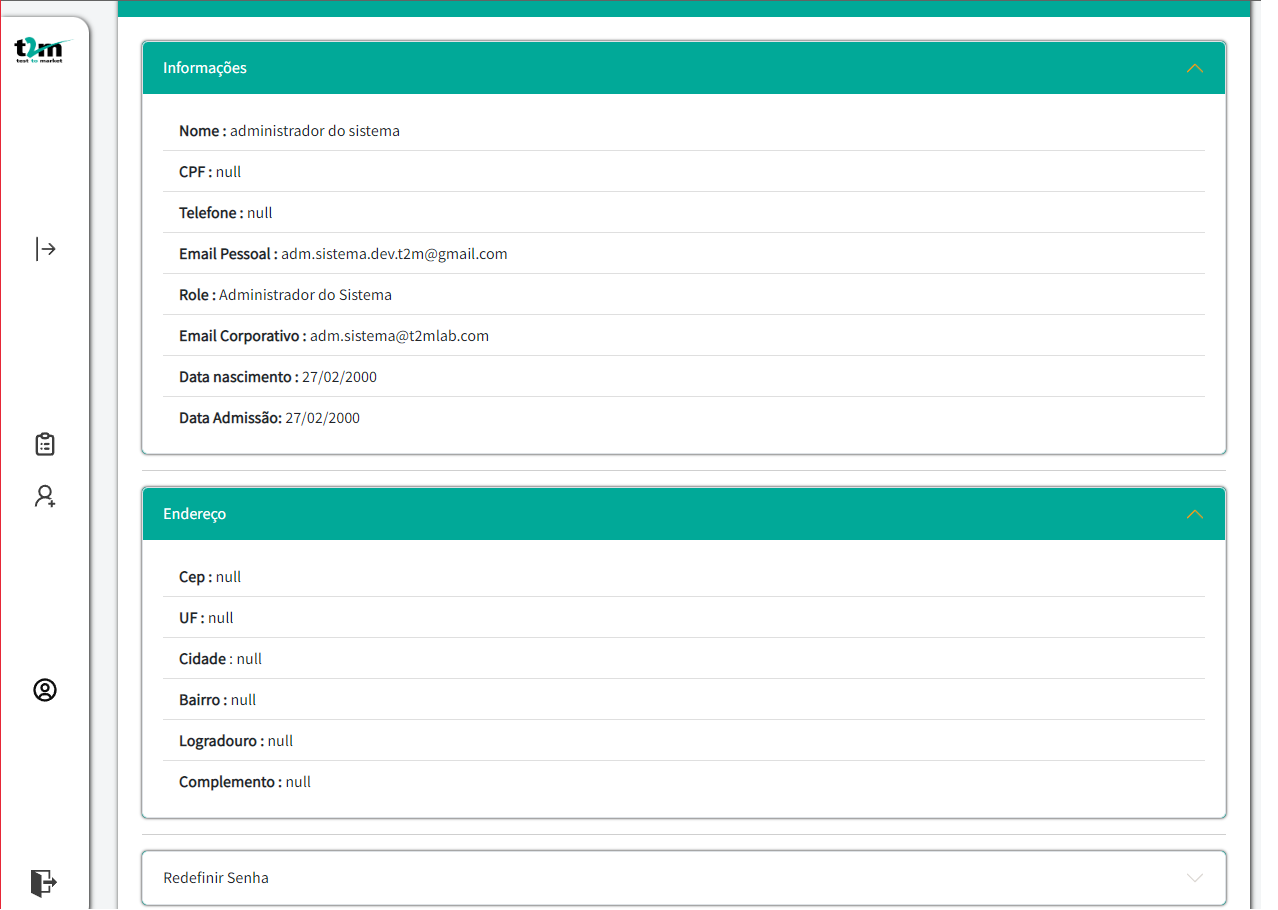 t2m
test to market
Informações
Nome : administrador do sistema
CPF : null
Telefone : null
Email Pessoal : adm.sistema.dev.t2m@gmail.com
Role : Administrador do Sistema
Email Corporativo : adm.sistema@t2mlab.com
Data nascimento : 27/02/2000
Data Admissão: 27/02/2000
Endereço
Cep : null
UF : null
Cidade : null
Bairro : null
Logradouro : null
Complemento : null
Redefinir Senha